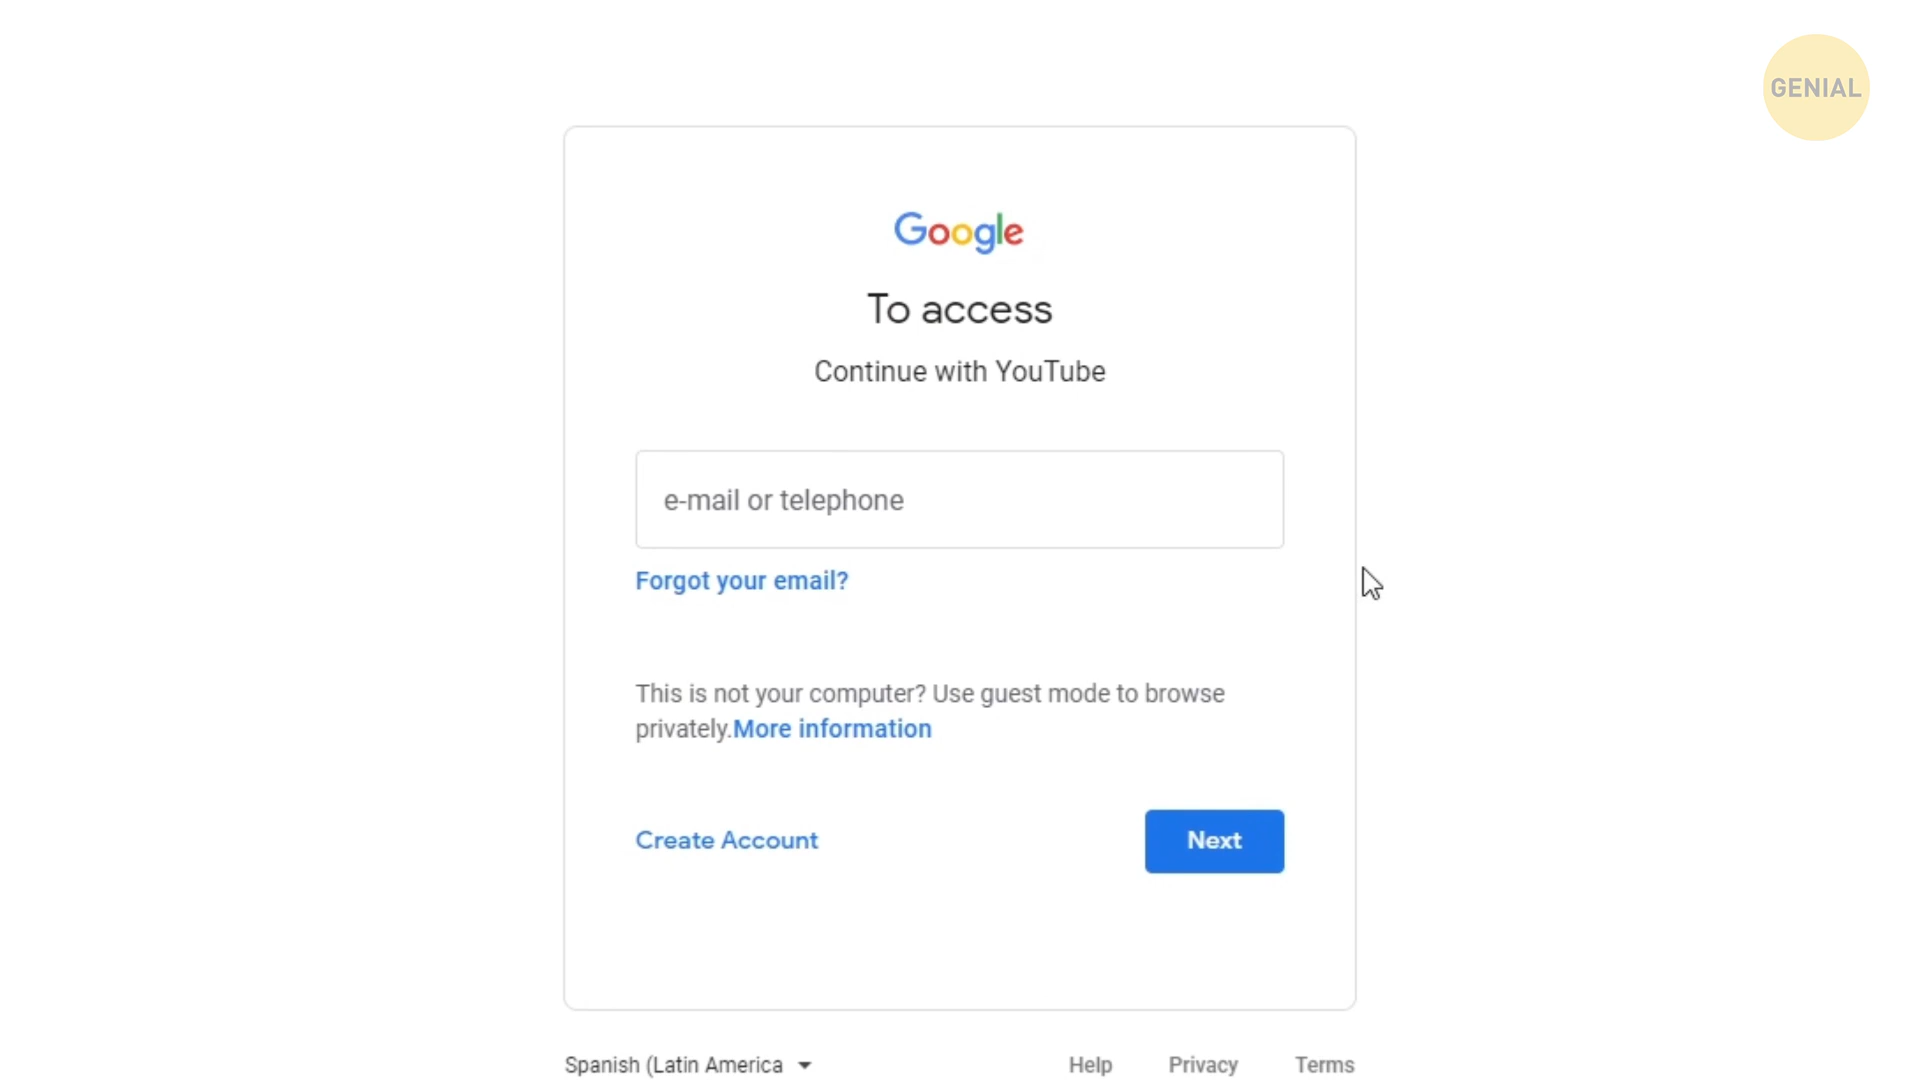 GENIAL
Google
To access
Continue with YouTube
e-mail or telephone
Forgot your email?
This is not your computer? Use guest mode to browse
privately.More information
Create Account
Next
Spanish (Latin America
Help
Privacy
Terms